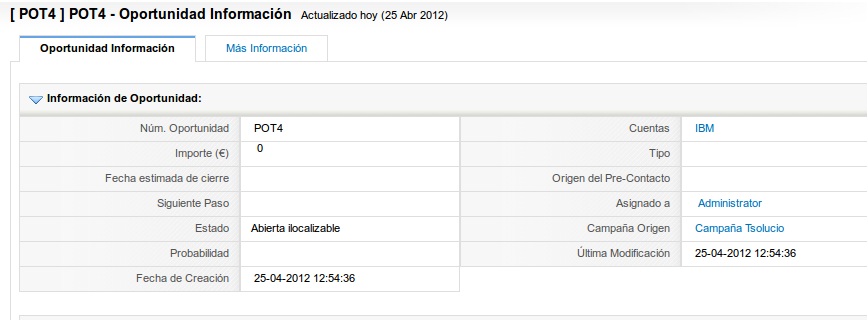 [ POT4 ] POT4 - Oportunidad Información Actualizado hoy (25 Abr 2012)
Oportunidad Información Más Información
Información de Oportunidad:
Núm. Oportunidad POT4 Cuentas IBM
Importe (€) 0 Tipo
Fecha estimada de cierre Origen del Pre-Contacto
Siguiente Paso Asignado a Administrator
Estado Abierta ilocalizable Campaña Origen Campaña Tsolucio
Probabilidad Última Modificación 25-04-2012 12:54:36
Fecha de Creación 25-04-2012 12:54:36